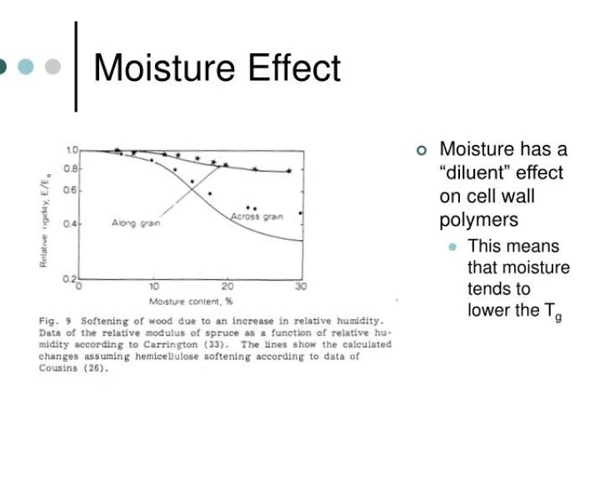 Moisture Effect
1.0
0.8
0.6
0.4
0.2
Relative rigidity, E/E₀
Along grain
Across grain
0
10
20
30
Moisture content, %
Fig. 9 Softening of wood due to an increase in relative humidity.
Data of the relative modulus of spruce as a function of relative hu-
midity according to Carrington (33). The lines show the calculated
changes assuming hemicellulose softening according to data of
Cousins (26).
Moisture has a
“diluent” effect
on cell wall
polymers
This means
that moisture
tends to
lower the Tg